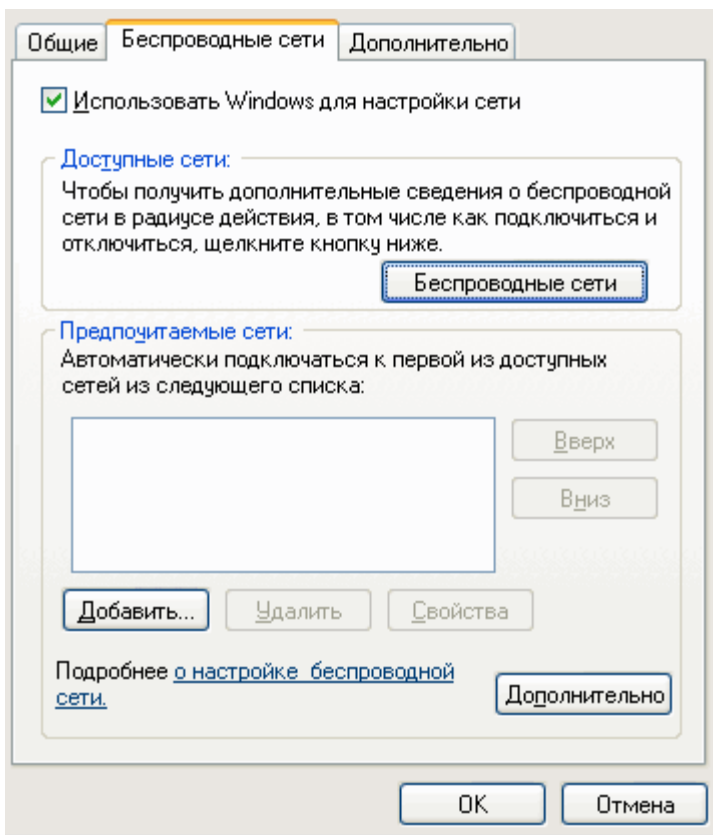 Общие Беспроводные сети Дополнительно
Использовать Windows для настройки сети
Доступные сети:
Чтобы получить дополнительные сведения о беспроводной
сети в радиусе действия, в том числе как подключиться и
отключиться, щелкните кнопку ниже.
Беспроводные сети
Предпочитаемые сети:
Автоматически подключаться к первой из доступных
сетей из следующего списка:
Вверх
Вниз
Добавить... Удалить Свойства
Подробнее о настройке беспроводной
сети.
Дополнительно
OK Отмена